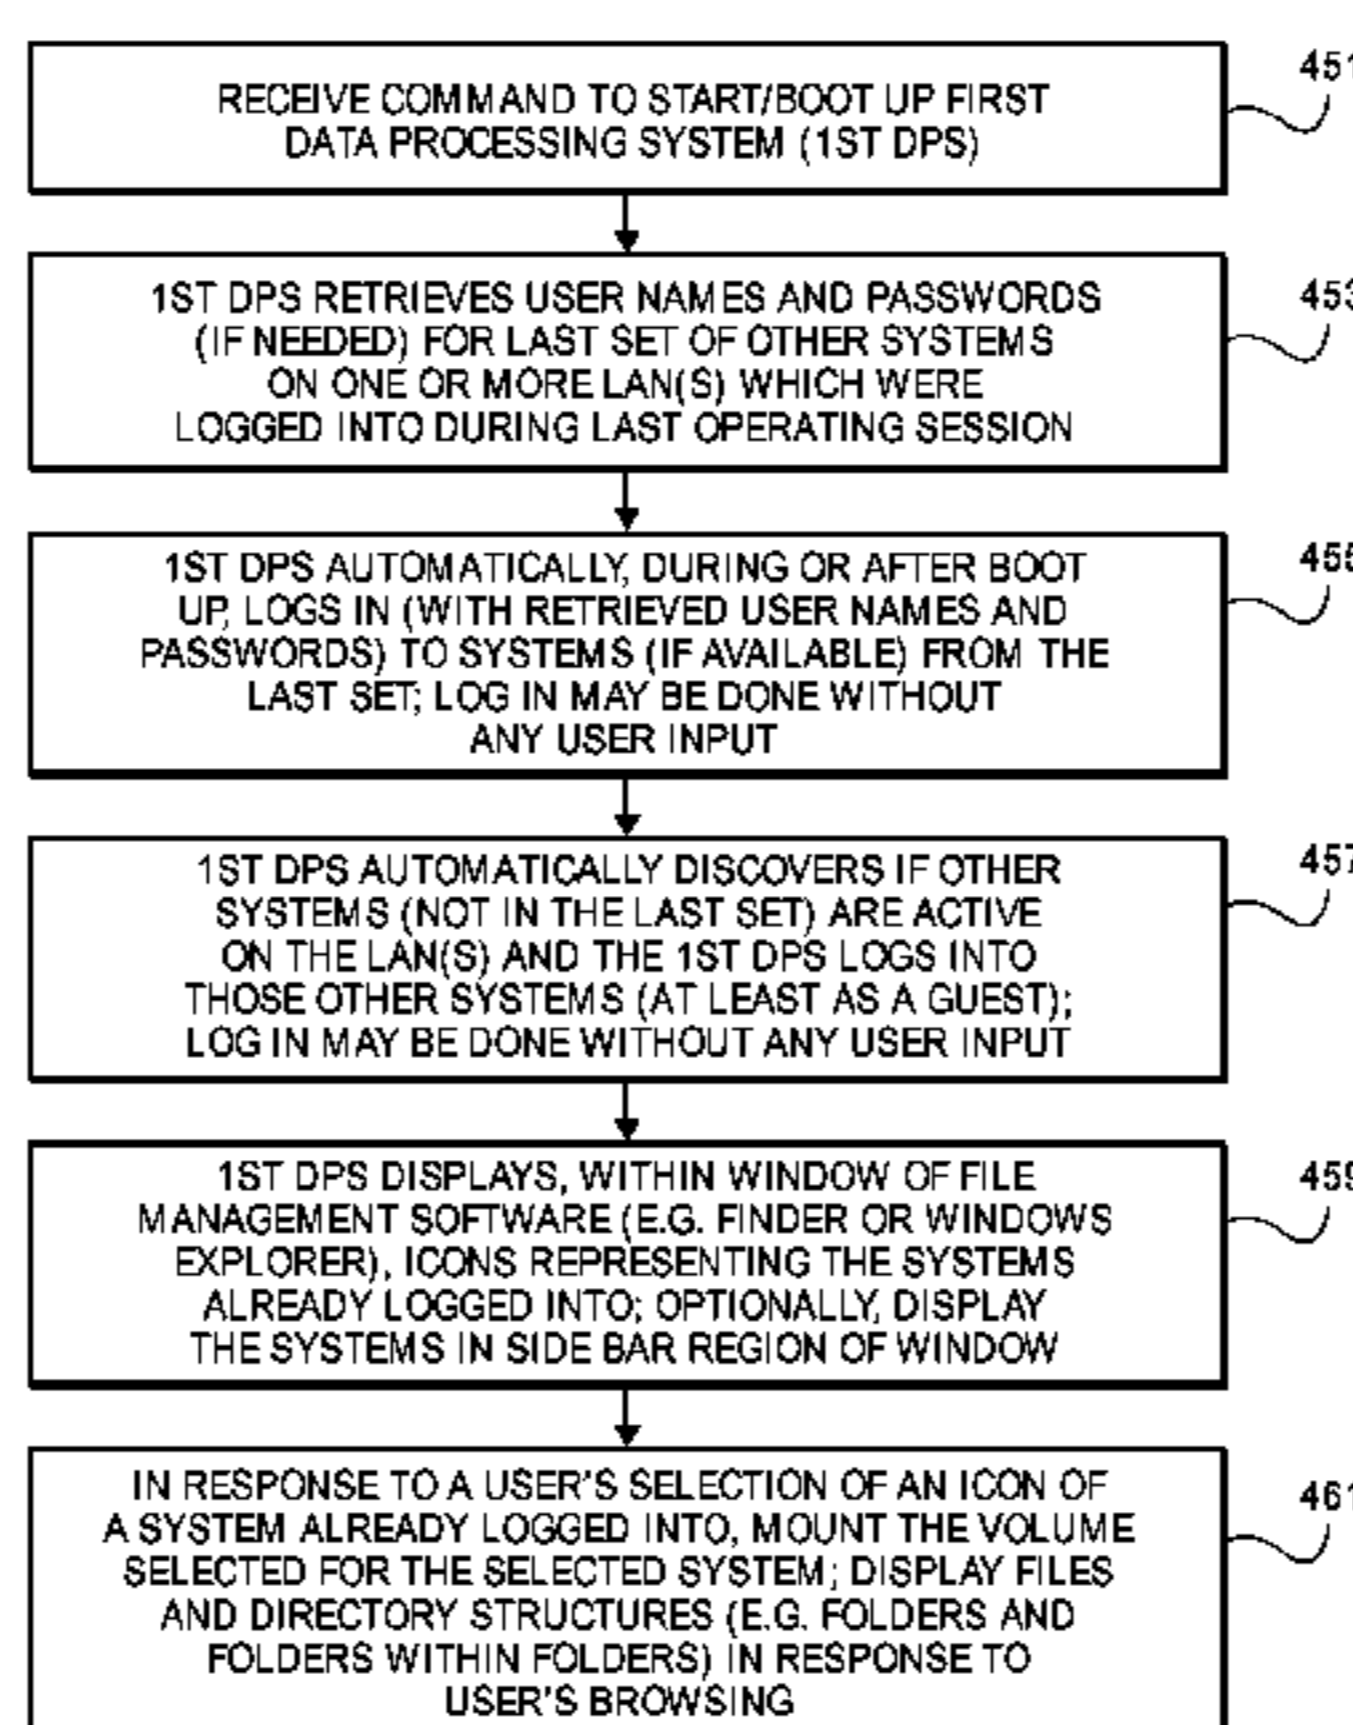 RECEIVE COMMAND TO START/BOOT UP FIRST
DATA PROCESSING SYSTEM (1ST DPS)
451
1ST DPS RETRIEVES USER NAMES AND PASSWORDS
(IF NEEDED) FOR LAST SET OF OTHER SYSTEMS
ON ONE OR MORE LAN(S) WHICH WERE
LOGGED INTO DURING LAST OPERATING SESSION
453
1ST DPS AUTOMATICALLY, DURING OR AFTER BOOT
UP, LOGS IN (WITH RETRIEVED USER NAMES AND
PASSWORDS) TO SYSTEMS (IF AVAILABLE) FROM THE
LAST SET; LOG IN MAY BE DONE WITHOUT
ANY USER INPUT
455
1ST DPS AUTOMATICALLY DISCOVERS IF OTHER
SYSTEMS (NOT IN THE LAST SET) ARE ACTIVE
ON THE LAN(S) AND THE 1ST DPS LOGS INTO
THOSE OTHER SYSTEMS (AT LEAST AS A GUEST);
LOG IN MAY BE DONE WITHOUT ANY USER INPUT
457
1ST DPS DISPLAYS, WITHIN WINDOW OF FILE
MANAGEMENT SOFTWARE (E.G. FINDER OR WINDOWS
EXPLORER), ICONS REPRESENTING THE SYSTEMS
ALREADY LOGGED INTO; OPTIONALLY, DISPLAY
THE SYSTEMS IN SIDE BAR REGION OF WINDOW
459
IN RESPONSE TO A USER'S SELECTION OF AN ICON OF
A SYSTEM ALREADY LOGGED INTO, MOUNT THE VOLUME
SELECTED FOR THE SELECTED SYSTEM; DISPLAY FILES
AND DIRECTORY STRUCTURES (E.G. FOLDERS AND
FOLDERS WITHIN FOLDERS) IN RESPONSE TO
USER'S BROWSING
461